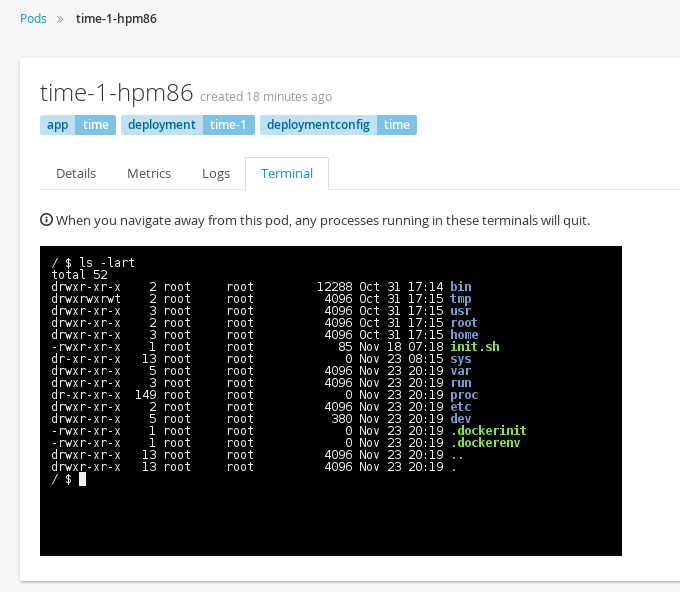 Pods » time-1-hpm86
time-1-hpm86 created 18 minutes ago
app time deployment time-1 deploymentconfig time
Details Metrics Logs Terminal
When you navigate away from this pod, any processes running in these terminals will quit.
/ $ ls -lart
total 52
drwxr-xr-x 2 root root 12288 Oct 31 17:14 bin
drwxrwxrwt 2 root root 4096 Oct 31 17:15 tmp
drwxr-xr-x 3 root root 4096 Oct 31 17:15 usr
drwxr-xr-x 2 root root 4096 Oct 31 17:15 root
drwxr-xr-x 3 root root 4096 Oct 31 17:15 home
-rwxr-xr-x 1 root root 85 Nov 18 07:18 init.sh
dr-xr-xr-x 13 root root 0 Nov 23 08:15 sys
drwxr-xr-x 5 root root 4096 Nov 23 20:19 var
drwxr-xr-x 3 root root 4096 Nov 23 20:19 run
dr-xr-xr-x 149 root root 0 Nov 23 20:19 proc
drwxr-xr-x 2 root root 4096 Nov 23 20:19 etc
drwxr-xr-x 5 root root 380 Nov 23 20:19 dev
-rwxr-xr-x 1 root root 0 Nov 23 20:19 .dockerinit
-rwxr-xr-x 1 root root 0 Nov 23 20:19 .dockerenv
drwxr-xr-x 13 root root 4096 Nov 23 20:19 ..
drwxr-xr-x 13 root root 4096 Nov 23 20:19 .
/ $